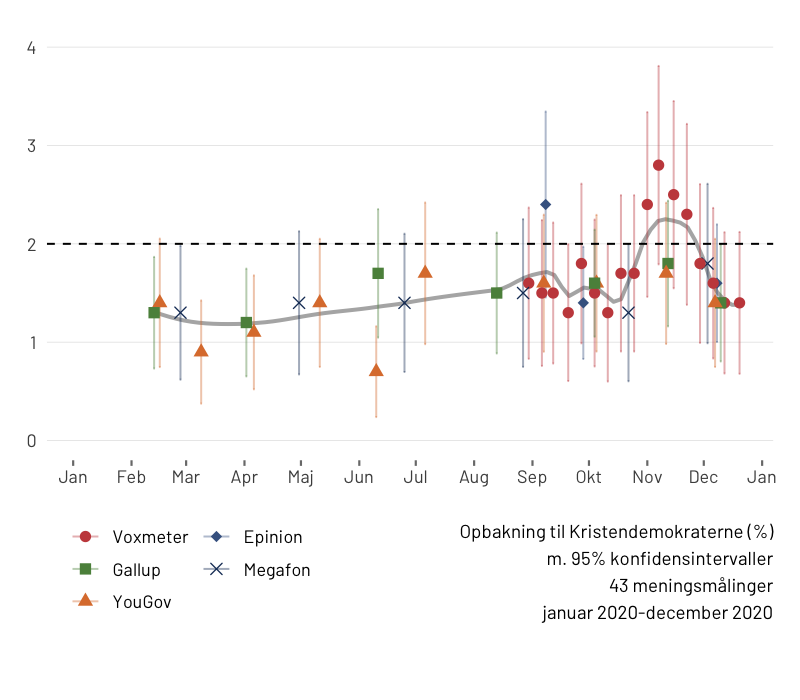 4
3
2
1
0
Jan Feb Mar Apr Maj Jun Jul Aug Sep Okt Nov Dec Jan
Voxmeter Epinion
Gallup Megafon
YouGov
Opbakning til Kristendemokraterne (%)
m. 95% konfidensintervaller
43 meningsmålinger
januar 2020-december 2020